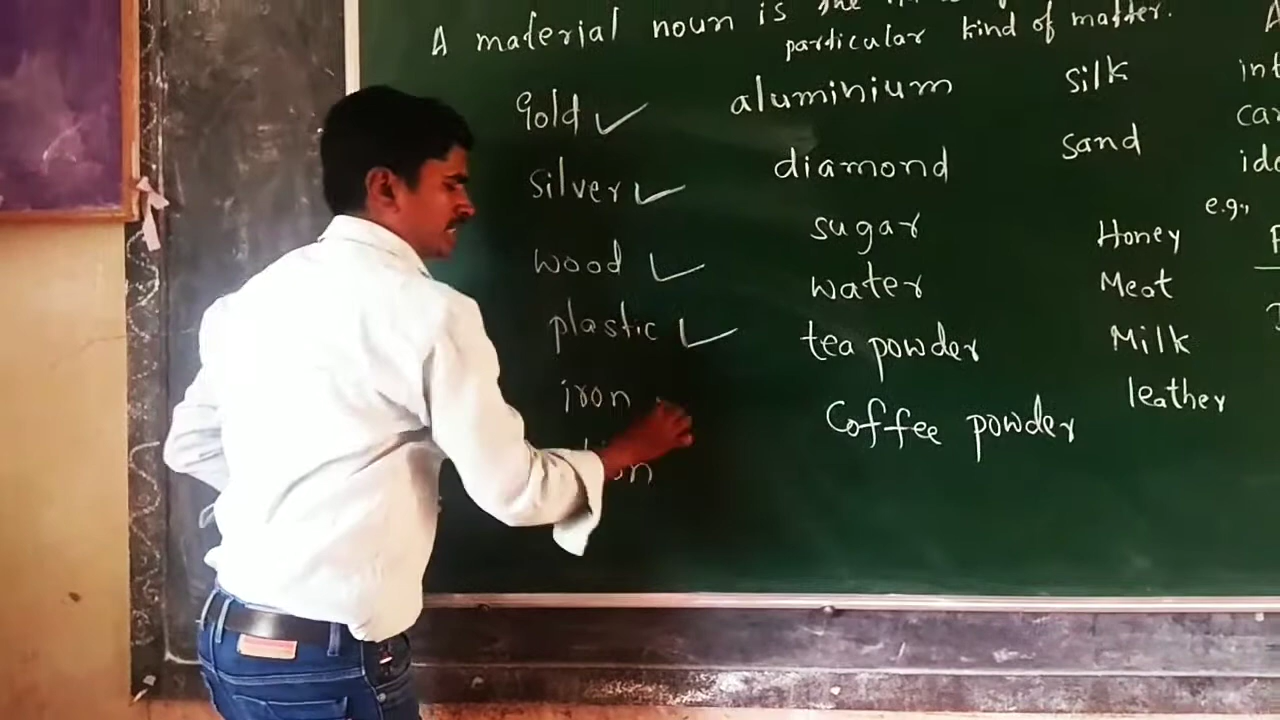 A material noun is the
particular kind of matter.
Gold
silver
wood
plastic
iron
aluminium
diamond
sugar
water
tea powder
Coffee powder
silk
sand
Honey
Meat
Milk
leather
e.g.,